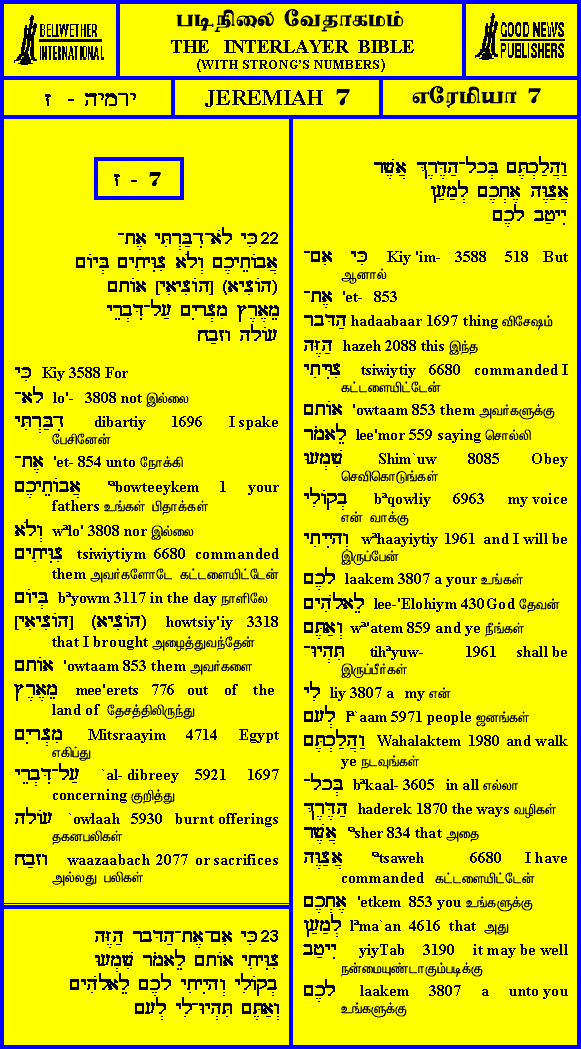 BELLWETHER
INTERNATIONAL
படிநிலை வேதாகமம்
THE INTERLAYER BIBLE
(WITH STRONG'S NUMBERS)
GOOD NEWS
PUBLISHERS
ירמיה - ז
JEREMIAH 7
எரேமியா 7
ז - 7
22 כִּי לֹא־דִבַּרְתִּי אֶת־
אֲבוֹתֵיכֶם וְלֹא צִוִּיתִים בְּיוֹם
(הוֹצִיא) [הוֹצִיאִי] אוֹתָם
מֵאֶרֶץ מִצְרָיִם עַל־דִּבְרֵי
עוֹלָה וָזָבַח
כִּי Kiy 3588 For
לֹא־ lo'- 3808 not இல்லை
דִבַּרְתִּי dibartiy 1696 I spake
பேசினேன்
אֶת־ 'et- 854 unto நோக்கி
אֲבוֹתֵיכֶם ªbowteeykem 1 your
fathers உங்கள் பிதாக்கள்
וְלֹא wªlo' 3808 nor இல்லை
צִוִּיתִים tsiwiytiym 6680 commanded
them அவர்களோடே கட்டளையிட்டேன்
בְּיוֹם bªyowm 3117 in the day நாளிலே
[הוֹצִיאִי] (הוֹצִיא) howtsiy'iy 3318
that I brought அழைத்துவந்தேன்
אוֹתָם 'owtaam 853 them அவர்களை
מֵאֶרֶץ mee'erets 776 out of the
land of தேசத்திலிருந்து
מִצְרָיִם Mitsraayim 4714 Egypt
எகிப்து
עַל־דִּבְרֵי `al- dibreey 5921 1697
concerning குறித்து
עוֹלָה `owlaah 5930 burnt offerings
தகனபலிகள்
וָזָבַח waazaabach 2077 or sacrifices
அல்லது பலிகள்
23 כִּי אִם־אֶת־הַדָּבָר הַזֶּה
צִוִּיתִי אוֹתָם לֵאמֹר שִׁמְעוּ
בְקוֹלִי וְהָיִיתִי לָכֶם לֵאלֹהִים
וְאַתֶּם תִּהְיוּ־לִי לְעָם
וַהֲלַכְתֶּם בְּכָל־הַדֶּרֶךְ אֲשֶׁר
אֲצַוֶּה אֶתְכֶם לְמַעַן
יִיטַב לָכֶם
כִּי אִם־ Kiy 'im- 3588 518 But
ஆனால்
אֶת־ 'et- 853
הַדָּבָר hadaabaar 1697 thing விசேஷம்
הַזֶּה hazeh 2088 this இந்த
צִוִּיתִי tsiwiytiy 6680 commanded I
கட்டளையிட்டேன்
אוֹתָם 'owtaam 853 them அவர்களுக்கு
לֵאמֹר lee'mor 559 saying சொல்லி
שִׁמְעוּ Shim`uw 8085 Obey
செவிகொடுங்கள்
בְקוֹלִי bªqowliy 6963 my voice
என் வாக்கு
וְהָיִיתִי wªhaayiytiy 1961 and I will be
இருப்பேன்
לָכֶם laakem 3807 a your உங்கள்
לֵאלֹהִים lee-'Elohiym 430 God தேவன்
וְאַתֶּם wª'atem 859 and ye நீங்கள்
תִּהְיוּ־ tihªyuw- 1961 shall be
இருப்பீர்கள்
לִי liy 3807 a my என்
לְעָם lª`aam 5971 people ஜனங்கள்
וַהֲלַכְתֶּם Wahalaktem 1980 and walk
ye நடவுங்கள்
בְּכָל־ bªkaal- 3605 in all எல்லா
הַדֶּרֶךְ haderek 1870 the ways வழிகள்
אֲשֶׁר ªsher 834 that அதை
אֲצַוֶּה ªtsaweh 6680 I have
commanded கட்டளையிட்டேன்
אֶתְכֶם 'etkem 853 you உங்களுக்கு
לְמַעַן lªma`an 4616 that அது
יִיטַב yiyTab 3190 it may be well
நன்மையுண்டாகும்படிக்கு
לָכֶם laakem 3807 a unto you
உங்களுக்கு